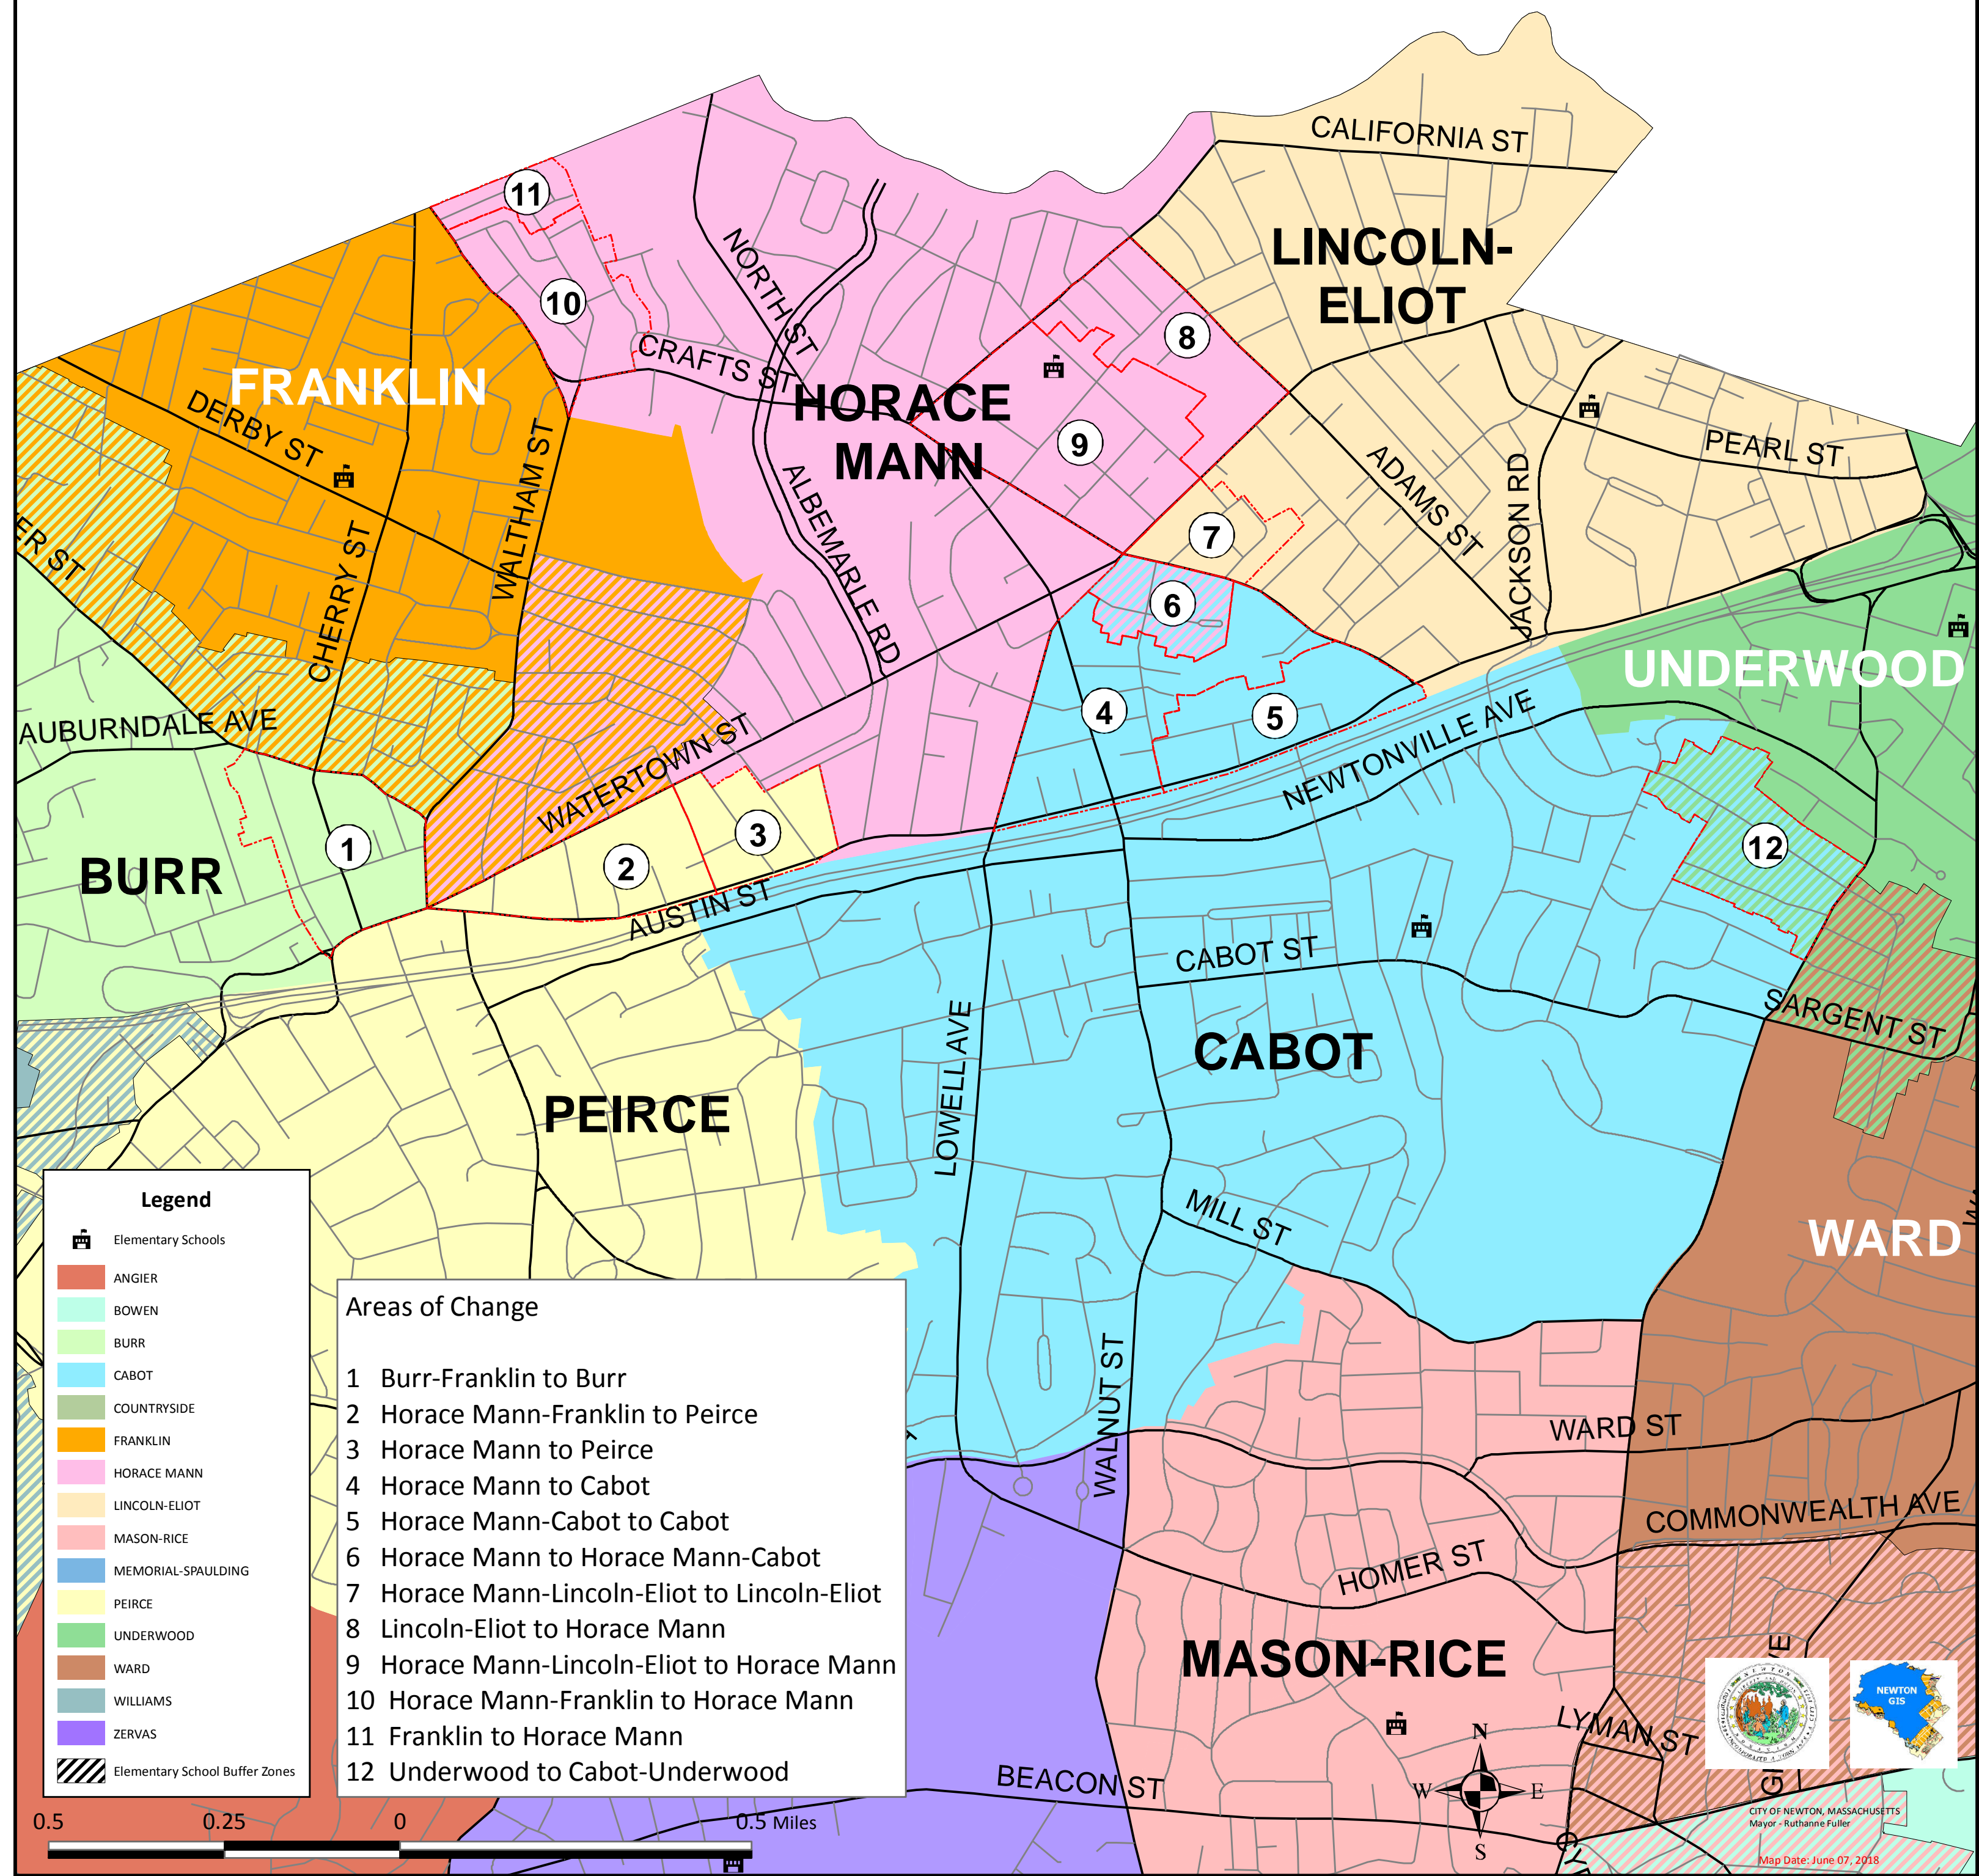 CALIFORNIA ST
11
LINCOLN-
ELIOT
NORTH ST
10
8
CRAFTS ST
FRANKLIN
DERBY ST
HORACE
MANN
9
PEARL ST
WALTHAM ST
ADAMS ST
JACKSON RD
ALBEMARLE RD
7
ER ST
CHERRY ST
6
UNDERWOOD
AUBURNDALE AVE
4
5
NEWTONVILLE AVE
WATERTOWN ST
1
2
3
12
BURR
AUSTIN ST
CABOT ST
SARGENT ST
LOWELL AVE
CABOT
PEIRCE
MILL ST
WARD
WALNUT ST
WARD ST
COMMONWEALTH AVE
HOMER ST
MASON-RICE
LYMAN ST
BEACON ST
Legend
Elementary Schools
ANGIER
BOWEN
BURR
CABOT
COUNTRYSIDE
FRANKLIN
HORACE MANN
LINCOLN-ELIOT
MASON-RICE
MEMORIAL-SPAULDING
PEIRCE
UNDERWOOD
WARD
WILLIAMS
ZERVAS
Elementary School Buffer Zones
Areas of Change
1 Burr-Franklin to Burr
2 Horace Mann-Franklin to Peirce
3 Horace Mann to Peirce
4 Horace Mann to Cabot
5 Horace Mann-Cabot to Cabot
6 Horace Mann to Horace Mann-Cabot
7 Horace Mann-Lincoln-Eliot to Lincoln-Eliot
8 Lincoln-Eliot to Horace Mann
9 Horace Mann-Lincoln-Eliot to Horace Mann
10 Horace Mann-Franklin to Horace Mann
11 Franklin to Horace Mann
12 Underwood to Cabot-Underwood
0.5 0.25 0 0.5 Miles
N
W E
S
NEWTON
GIS
CITY OF NEWTON, MASSACHUSETTS
Mayor - Ruthanne Fuller
Map Date: June 07, 2018